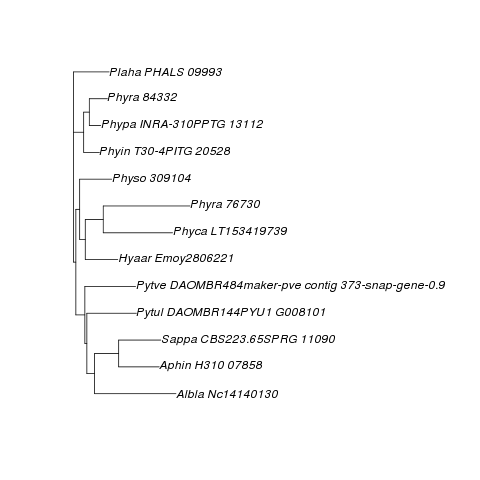 Plaha PHALS 09993
Phyra 84332
Phypa INRA-310PPTG 13112
Phyin T30-4PITG 20528
Physo 309104
Phyra 76730
Phyca LT153419739
Hyaar Emoy2806221
Pytve DAOMBR484maker-pve contig 373-snap-gene-0.9
Pytul DAOMBR144PYU1 G008101
Sappa CBS223.65SPRG 11090
Aphin H310 07858
Albla Nc14140130